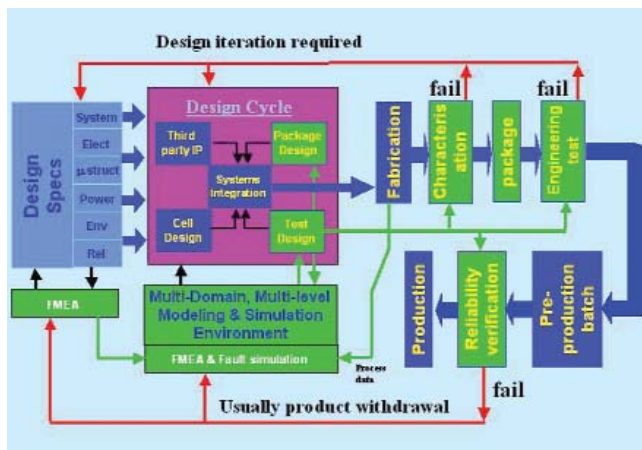 Design iteration required
fail
fail
Design Cycle
Design
Specs
System
Elect
µstruct
Power
Env
Rel
Third
party IP
Package
Design
Systems
Integration
Cell
Design
Test
Design
Fabrication
Characteris
ation
package
Engineering
test
FMEA
Multi-Domain, Multi-level
Modeling & Simulation
Environment
FMEA & Fault simulation
Process
data
Production
Reliability
verification
Pre-
production
batch
fail
Usually product withdrawal